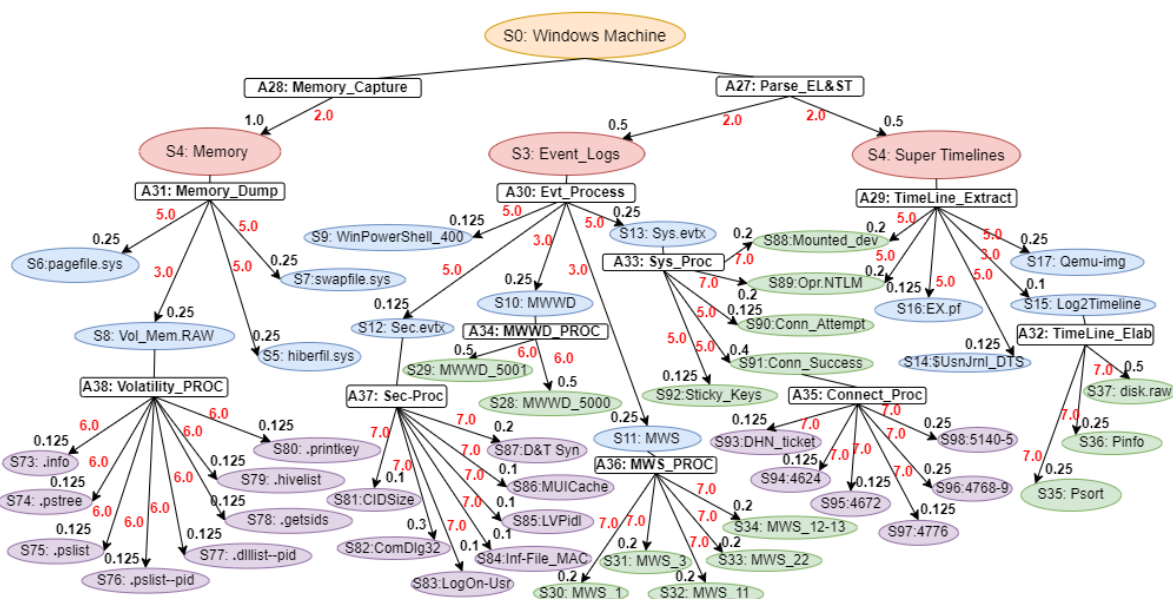 S0: Windows Machine
A28: Memory_Capture
A27: Parse_EL&ST
1.0
2.0
0.5
2.0
2.0
0.5
S4: Memory
S3: Event_Logs
S4: Super Timelines
A31: Memory_Dump
A30: Evt_Process
A29: TimeLine_Extract
5.0
5.0
0.125
5.0
5.0
0.25
0.2
5.0
5.0
0.25
S9: WinPowerShell_400
S13: Sys.evtx
S88:Mounted_dev
0.25
3.0
5.0
0.25
5.0
3.0
3.0
0.2
7.0
5.0
5.0
3.0
0.25
S6:pagefile.sys
S7:swapfile.sys
A33: Sys_Proc
S17: Qemu-img
7.0
S89:Opr.NTLM
0.2
0.125
0.1
0.25
0.125
0.25
S10: MWWD
0.2
0.125
S16:EX.pf
S15: Log2Timeline
S8: Vol_Mem.RAW
S12: Sec.evtx
A34: MWWD_PROC
5.0
5.0
5.0
S90:Conn_Attempt
A32: TimeLine_Elab
0.25
S5: hiberfil.sys
0.5
6.0
6.0
0.4
0.125
S14:$UsnJrnl_DTS
S29: MWWD_5001
S91:Conn_Success
7.0
0.5
A38: Volatility_PROC
0.5
S28: MWWD_5000
0.125
S92:Sticky_Keys
A35: Connect_Proc
S37: disk.raw
A37: Sec-Proc
0.25
0.125
7.0
7.0
0.25
0.125
6.0
6.0
6.0
0.125
S80: .printkey
7.0
0.2
S87:D&T Syn
S11: MWS
S93:DHN_ticket
S98:5140-5
S36: Pinfo
S73: .info
6.0
6.0
0.125
S79: .hivelist
7.0
7.0
0.1
A36: MWS_PROC
0.125
7.0
7.0
7.0
0.25
7.0
0.25
0.125
S74: .pstree
0.125
S78: .getsids
0.1
S81:CIDSize
S86:MUICache
S94:4624
0.125
S95:4672
S96:4768-9
S35: Psort
0.125
S75: .pslist
6.0
6.0
0.125
S77: .dlllist--pid
0.3
S82:ComDlg32
7.0
7.0
0.1
S85:LVPidl
7.0
7.0
7.0
7.0
0.2
S34: MWS_12-13
0.125
S97:4776
0.125
S76: .pslist--pid
7.0
0.1
0.1
S84:Inf-File_MAC
S83:LogOn-Usr
0.2
S31: MWS_3
0.2
S33: MWS_22
0.2
S30: MWS_1
0.2
S32: MWS_11